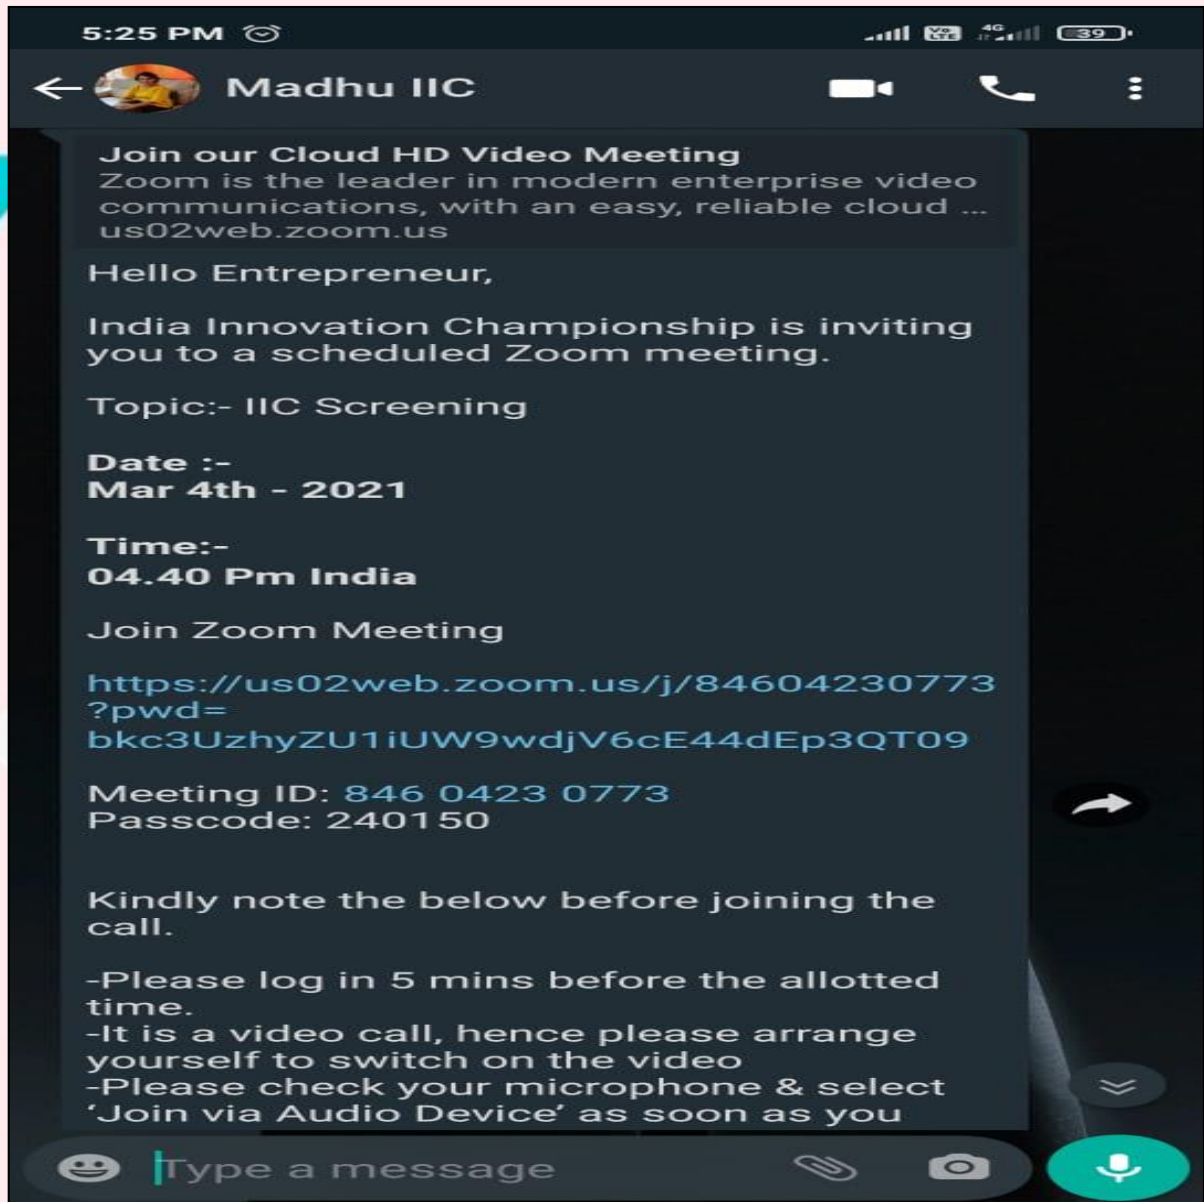 5:25 PM
Vo LTE 4G 39
Madhu IIC
Join our Cloud HD Video Meeting
Zoom is the leader in modern enterprise video
communications, with an easy, reliable cloud ...
us02web.zoom.us
Hello Entrepreneur,
India Innovation Championship is inviting
you to a scheduled Zoom meeting.
Topic:- IIC Screening
Date :-
Mar 4th - 2021
Time:-
04.40 Pm India
Join Zoom Meeting
https://us02web.zoom.us/j/84604230773
?pwd=
bkc3UzhyZU1iUW9wdjV6cE44dEp3QT09
Meeting ID: 846 0423 0773
Passcode: 240150
Kindly note the below before joining the
call.
-Please log in 5 mins before the allotted
time.
-It is a video call, hence please arrange
yourself to switch on the video
-Please check your microphone & select
‘Join via Audio Device’ as soon as you
Type a message